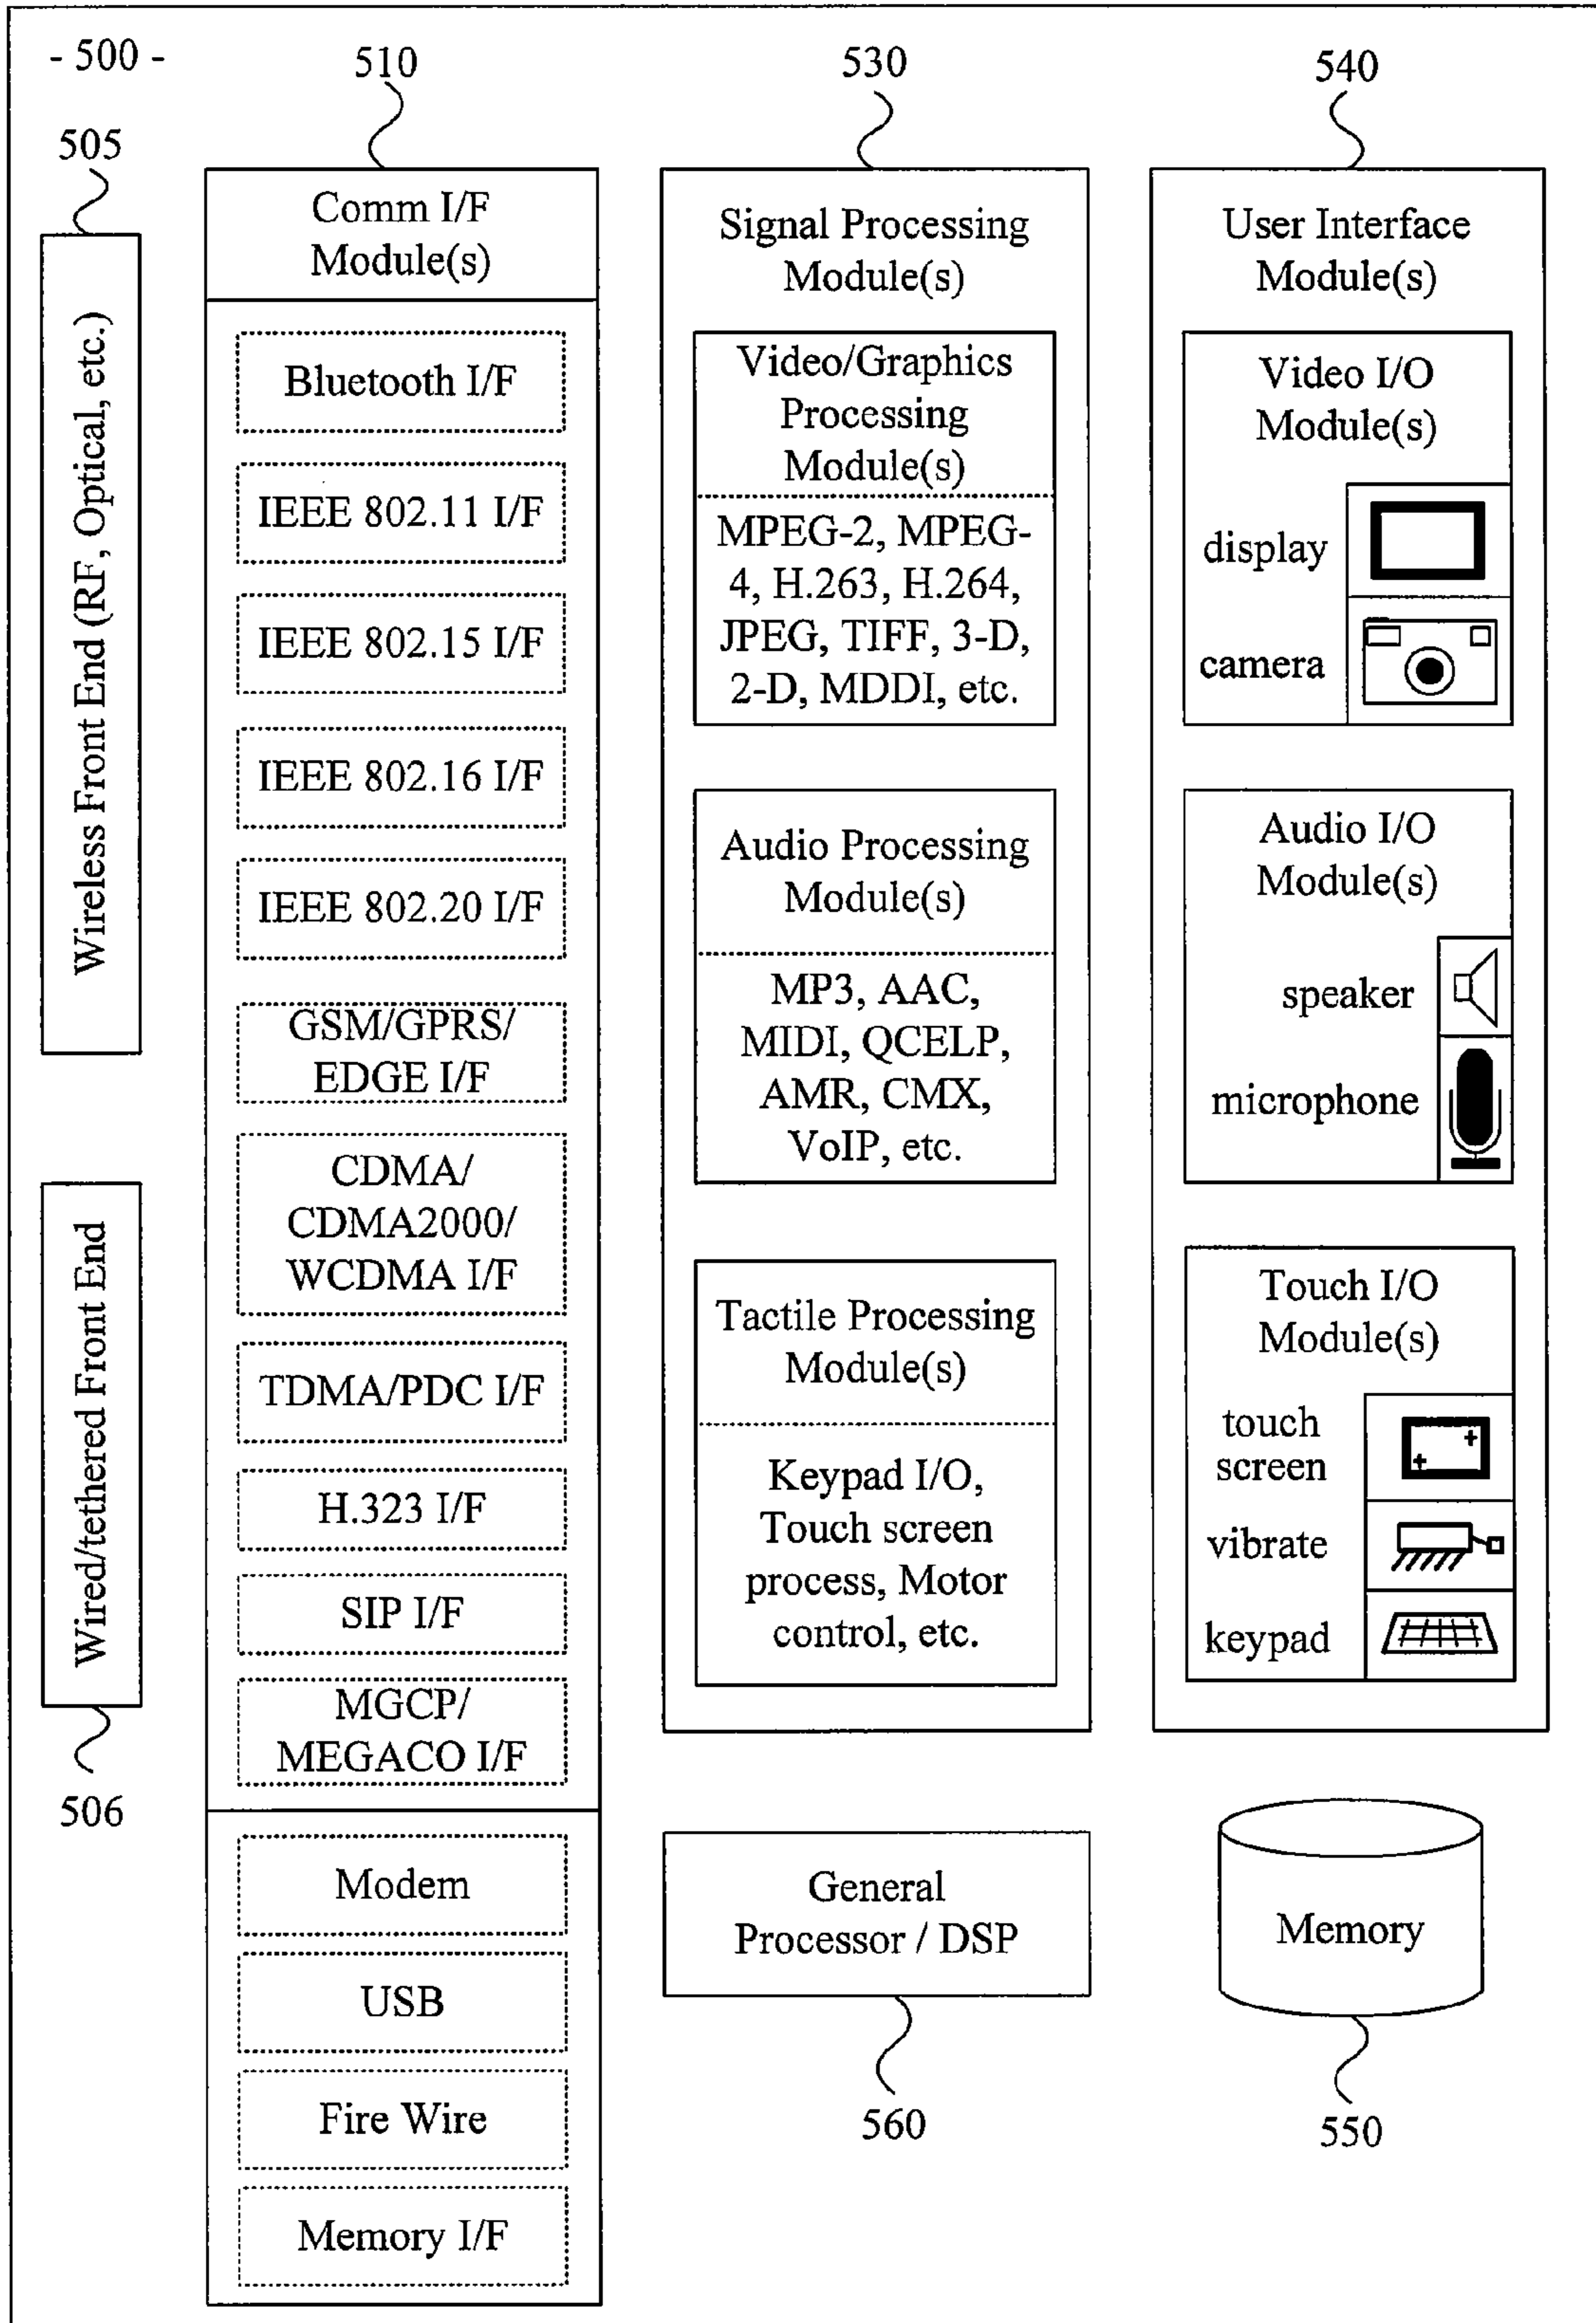 - 500 -
505
Wireless Front End (RF, Optical, etc.)
Wired/tethered Front End
506
510
Comm I/F
Module(s)
Bluetooth I/F
IEEE 802.11 I/F
IEEE 802.15 I/F
IEEE 802.16 I/F
IEEE 802.20 I/F
GSM/GPRS/
EDGE I/F
CDMA/
CDMA2000/
WCDMA I/F
TDMA/PDC I/F
H.323 I/F
SIP I/F
MGCP/
MEGACO I/F
Modem
USB
Fire Wire
Memory I/F
530
Signal Processing
Module(s)
Video/Graphics
Processing
Module(s)
MPEG-2, MPEG-
4, H.263, H.264,
JPEG, TIFF, 3-D,
2-D, MDDI, etc.
Audio Processing
Module(s)
MP3, AAC,
MIDI, QCELP,
AMR, CMX,
VoIP, etc.
Tactile Processing
Module(s)
Keypad I/O,
Touch screen
process, Motor
control, etc.
General
Processor / DSP
560
540
User Interface
Module(s)
Video I/O
Module(s)
display
camera
Audio I/O
Module(s)
speaker
microphone
Touch I/O
Module(s)
touch
screen
vibrate
keypad
Memory
550